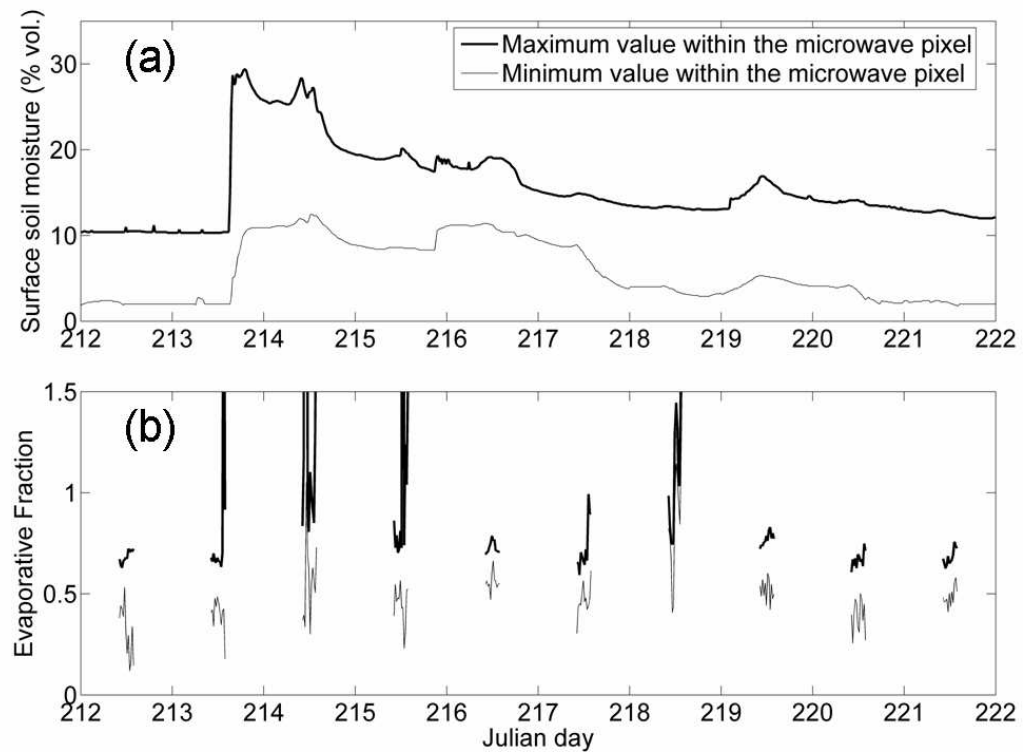 (a)
Surface soil moisture (% vol.)
Maximum value within the microwave pixel
Minimum value within the microwave pixel
30
20
10
0
212 213 214 215 216 217 218 219 220 221 222
(b)
Evaporative Fraction
1.5
1
0.5
0
212 213 214 215 216 217 218 219 220 221 222
Julian day